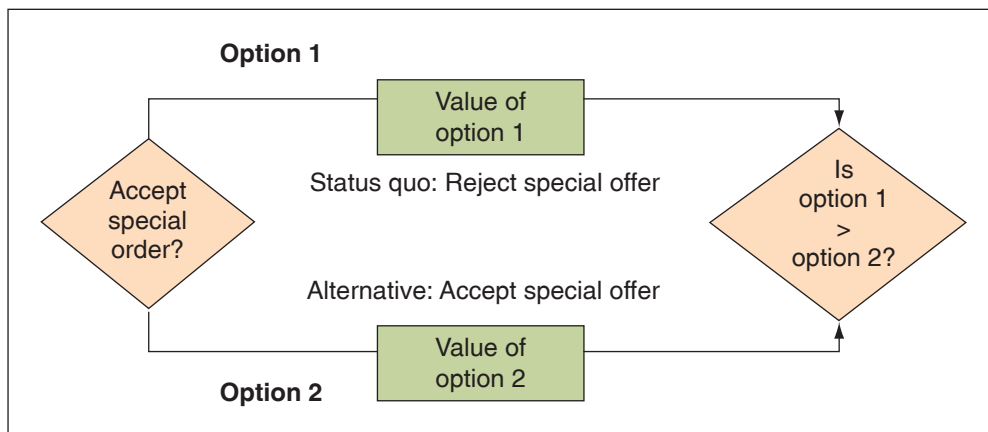 Option 1
Value of
option 1
Status quo: Reject special offer
Accept
special
order?
Is
option 1
>
option 2?
Alternative: Accept special offer
Value of
option 2
Option 2